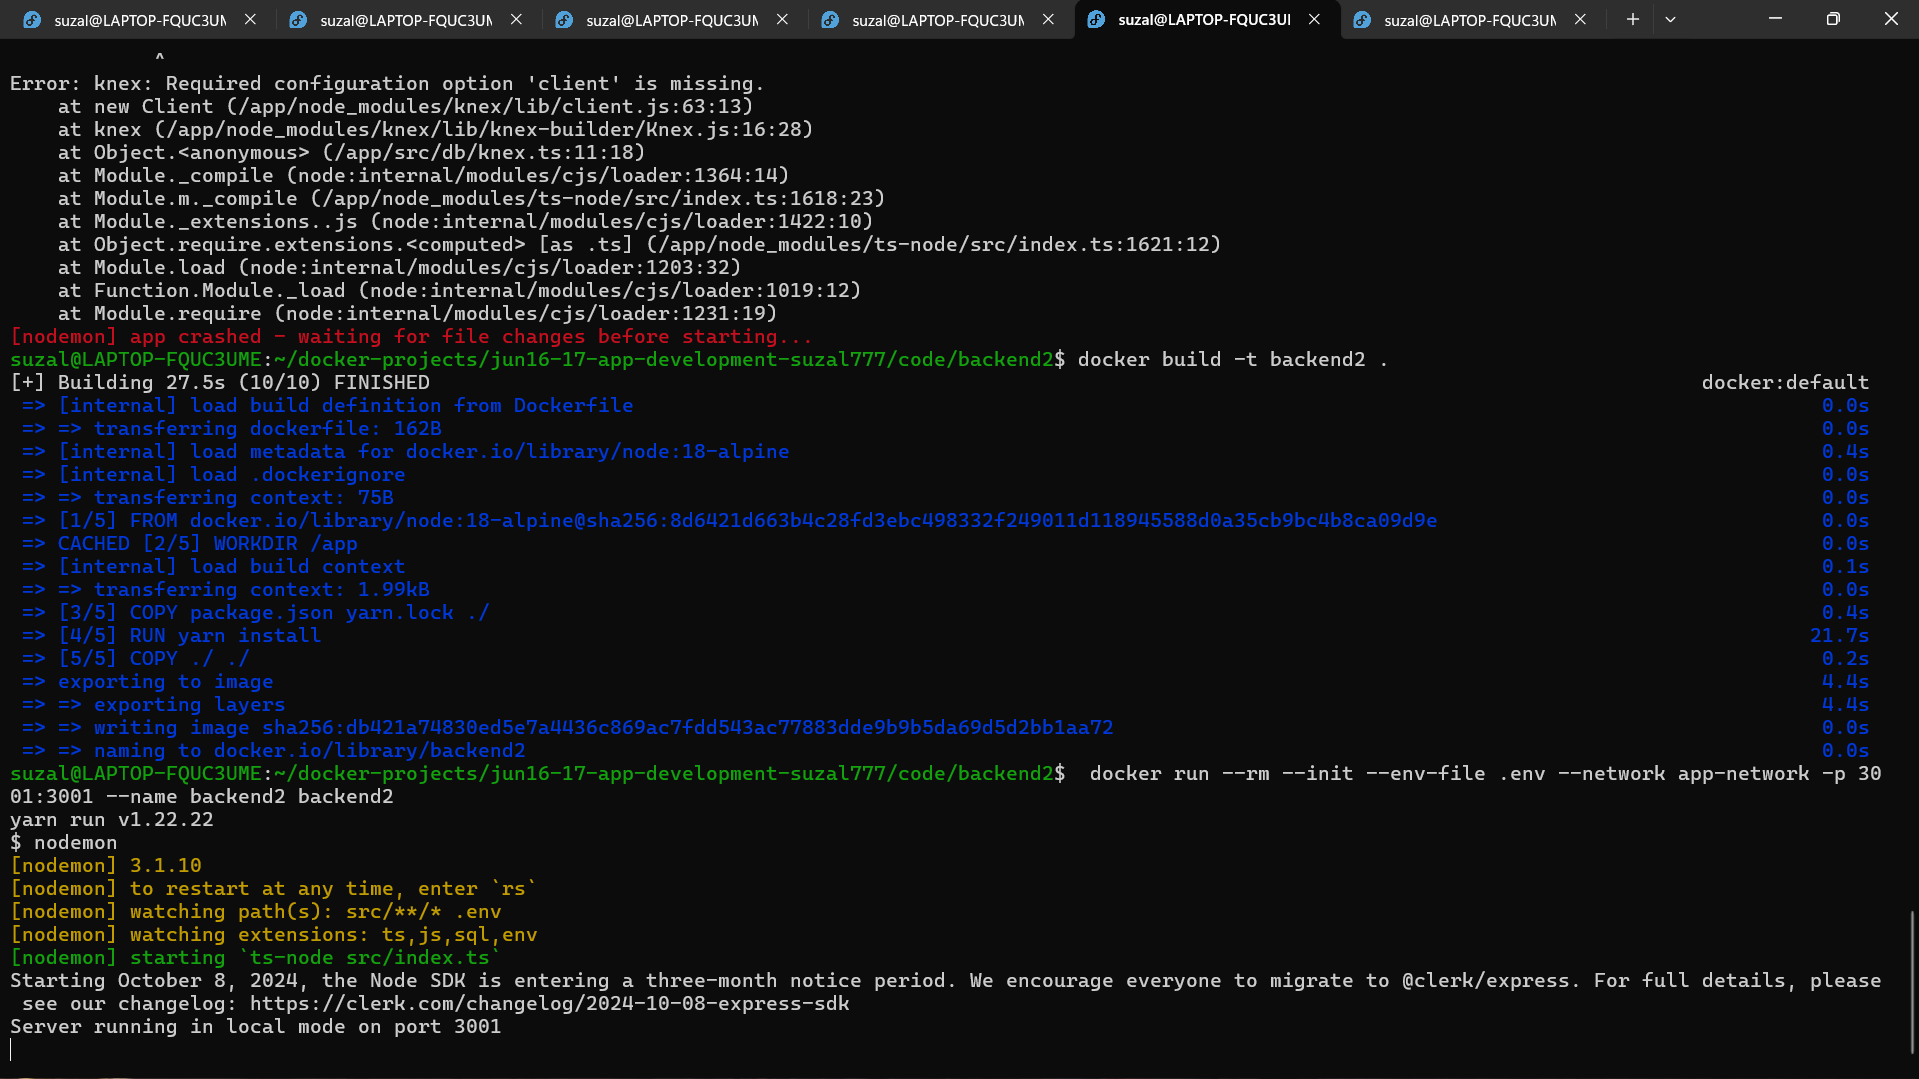 suzal@LAPTOP-FQUC3UM suzal@LAPTOP-FQUC3UM suzal@LAPTOP-FQUC3UM suzal@LAPTOP-FQUC3UM suzal@LAPTOP-FQUC3UI suzal@LAPTOP-FQUC3UM
^
Error: knex: Required configuration option 'client' is missing.
    at new Client (/app/node_modules/knex/lib/client.js:63:13)
    at knex (/app/node_modules/knex/lib/knex-builder/Knex.js:16:28)
    at Object.<anonymous> (/app/src/db/knex.ts:11:18)
    at Module._compile (node:internal/modules/cjs/loader:1364:14)
    at Module.m._compile (/app/node_modules/ts-node/src/index.ts:1618:23)
    at Module._extensions..js (node:internal/modules/cjs/loader:1422:10)
    at Object.require.extensions.<computed> [as .ts] (/app/node_modules/ts-node/src/index.ts:1621:12)
    at Module.load (node:internal/modules/cjs/loader:1203:32)
    at Function.Module._load (node:internal/modules/cjs/loader:1019:12)
    at Module.require (node:internal/modules/cjs/loader:1231:19)
[nodemon] app crashed - waiting for file changes before starting...
suzal@LAPTOP-FQUC3UME:~/docker-projects/jun16-17-app-development-suzal777/code/backend2$ docker build -t backend2 .
[+] Building 27.5s (10/10) FINISHED docker:default
 => [internal] load build definition from Dockerfile 0.0s
 => => transferring dockerfile: 162B 0.0s
 => [internal] load metadata for docker.io/library/node:18-alpine 0.4s
 => [internal] load .dockerignore 0.0s
 => => transferring context: 75B 0.0s
 => [1/5] FROM docker.io/library/node:18-alpine@sha256:8d6421d663b4c28fd3ebc498332f249011d118945588d0a35cb9bc4b8ca09d9e 0.0s
 => CACHED [2/5] WORKDIR /app 0.0s
 => [internal] load build context 0.1s
 => => transferring context: 1.99kB 0.0s
 => [3/5] COPY package.json yarn.lock ./ 0.4s
 => [4/5] RUN yarn install 21.7s
 => [5/5] COPY ./ ./ 0.2s
 => exporting to image 4.4s
 => => exporting layers 4.4s
 => => writing image sha256:db421a74830ed5e7a4436c869ac7fdd543ac77883dde9b9b5da69d5d2bb1aa72 0.0s
 => => naming to docker.io/library/backend2 0.0s
suzal@LAPTOP-FQUC3UME:~/docker-projects/jun16-17-app-development-suzal777/code/backend2$  docker run --rm --init --env-file .env --network app-network -p 30
01:3001 --name backend2 backend2
yarn run v1.22.22
$ nodemon
[nodemon] 3.1.10
[nodemon] to restart at any time, enter `rs`
[nodemon] watching path(s): src/**/* .env
[nodemon] watching extensions: ts,js,sql,env
[nodemon] starting `ts-node src/index.ts`
Starting October 8, 2024, the Node SDK is entering a three-month notice period. We encourage everyone to migrate to @clerk/express. For full details, please
 see our changelog: https://clerk.com/changelog/2024-10-08-express-sdk
Server running in local mode on port 3001